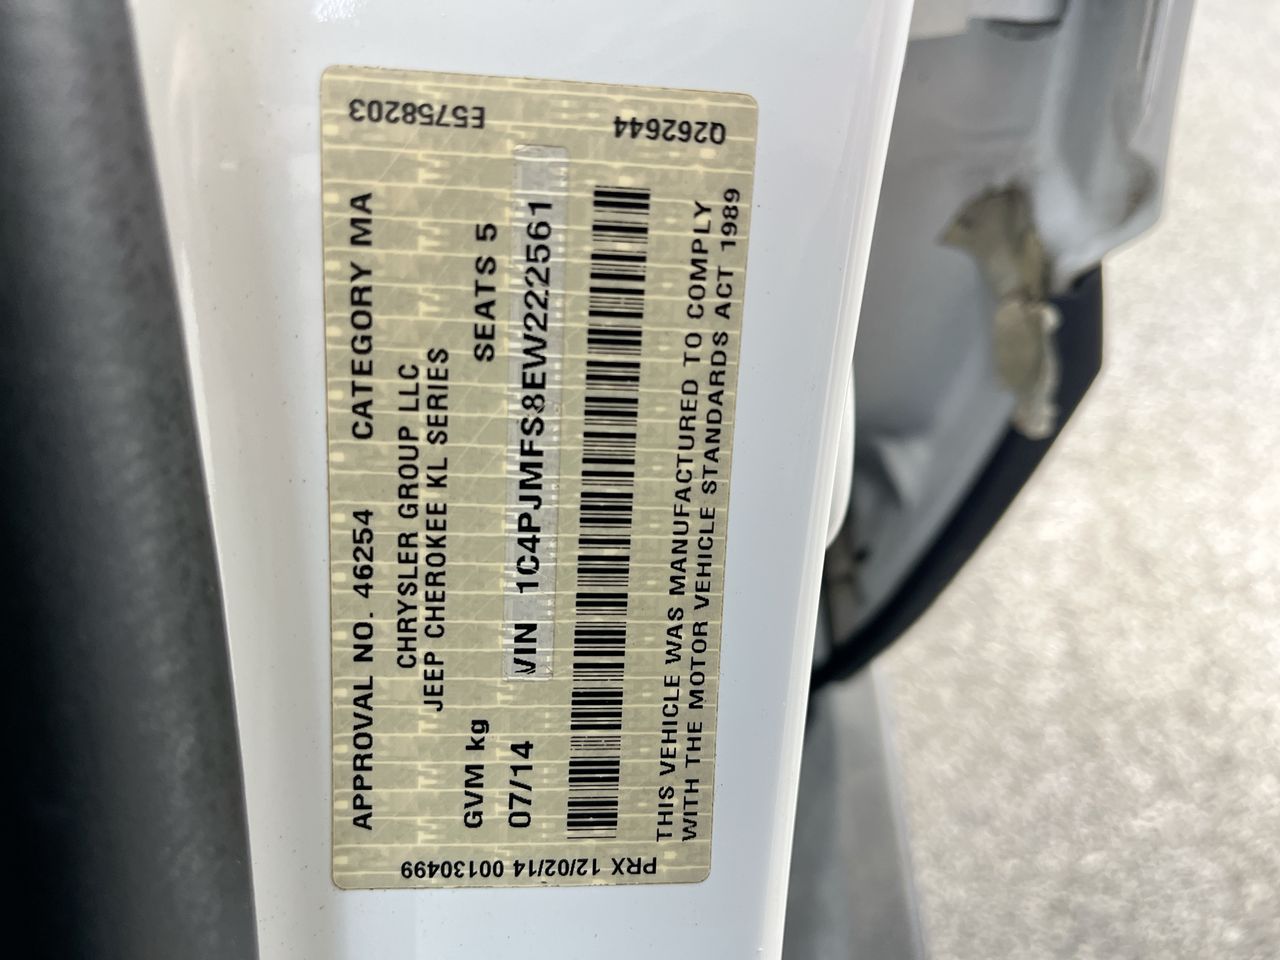 APPROVAL NO. 46254 CATEGORY MA
CHRYSLER GROUP LLC
JEEP CHEROKEE KL SERIES
GVM kg SEATS 5
07/14 VIN 1C4PJMFS8EW222561
THIS VEHICLE WAS MANUFACTURED TO COMPLY
WITH THE MOTOR VEHICLE STANDARDS ACT 1989
E5758203
Q262644
PRX 12/02/14 00130499